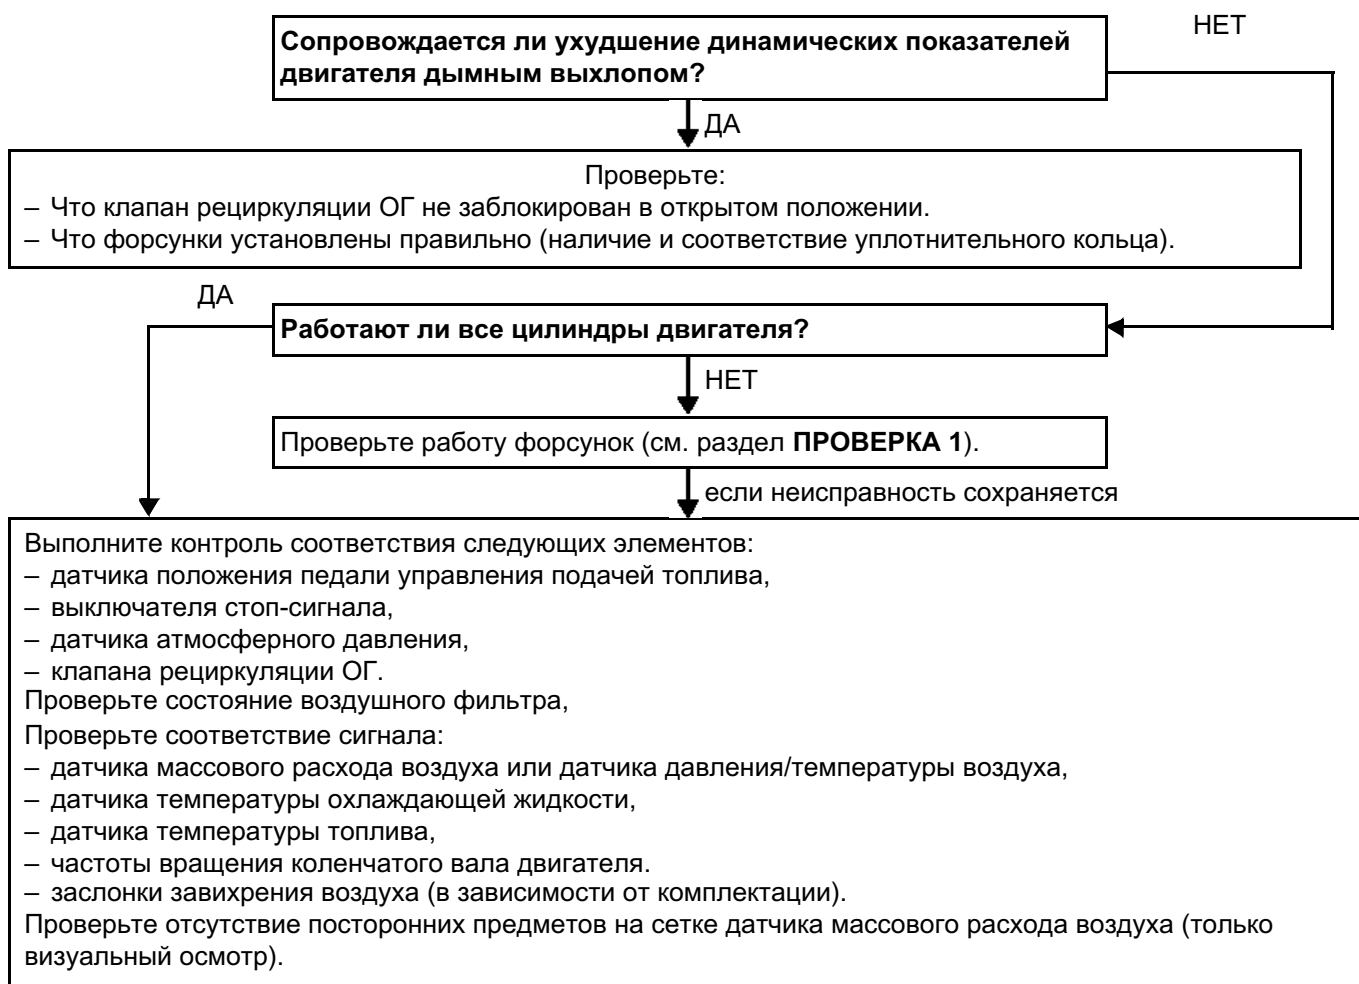 НЕТ
Сопровождается ли ухудшение динамических показателей
двигателя дымным выхлопом?
ДА
Проверьте:
– Что клапан рециркуляции ОГ не заблокирован в открытом положении.
– Что форсунки установлены правильно (наличие и соответствие уплотнительного кольца).
ДА
Работают ли все цилиндры двигателя?
НЕТ
Проверьте работу форсунок (см. раздел ПРОВЕРКА 1).
если неисправность сохраняется
Выполните контроль соответствия следующих элементов:
– датчика положения педали управления подачей топлива,
– выключателя стоп-сигнала,
– датчика атмосферного давления,
– клапана рециркуляции ОГ.
Проверьте состояние воздушного фильтра,
Проверьте соответствие сигнала:
– датчика массового расхода воздуха или датчика давления/температуры воздуха,
– датчика температуры охлаждающей жидкости,
– датчика температуры топлива,
– частоты вращения коленчатого вала двигателя.
– заслонки завихрения воздуха (в зависимости от комплектации).
Проверьте отсутствие посторонних предметов на сетке датчика массового расхода воздуха (только
визуальный осмотр).